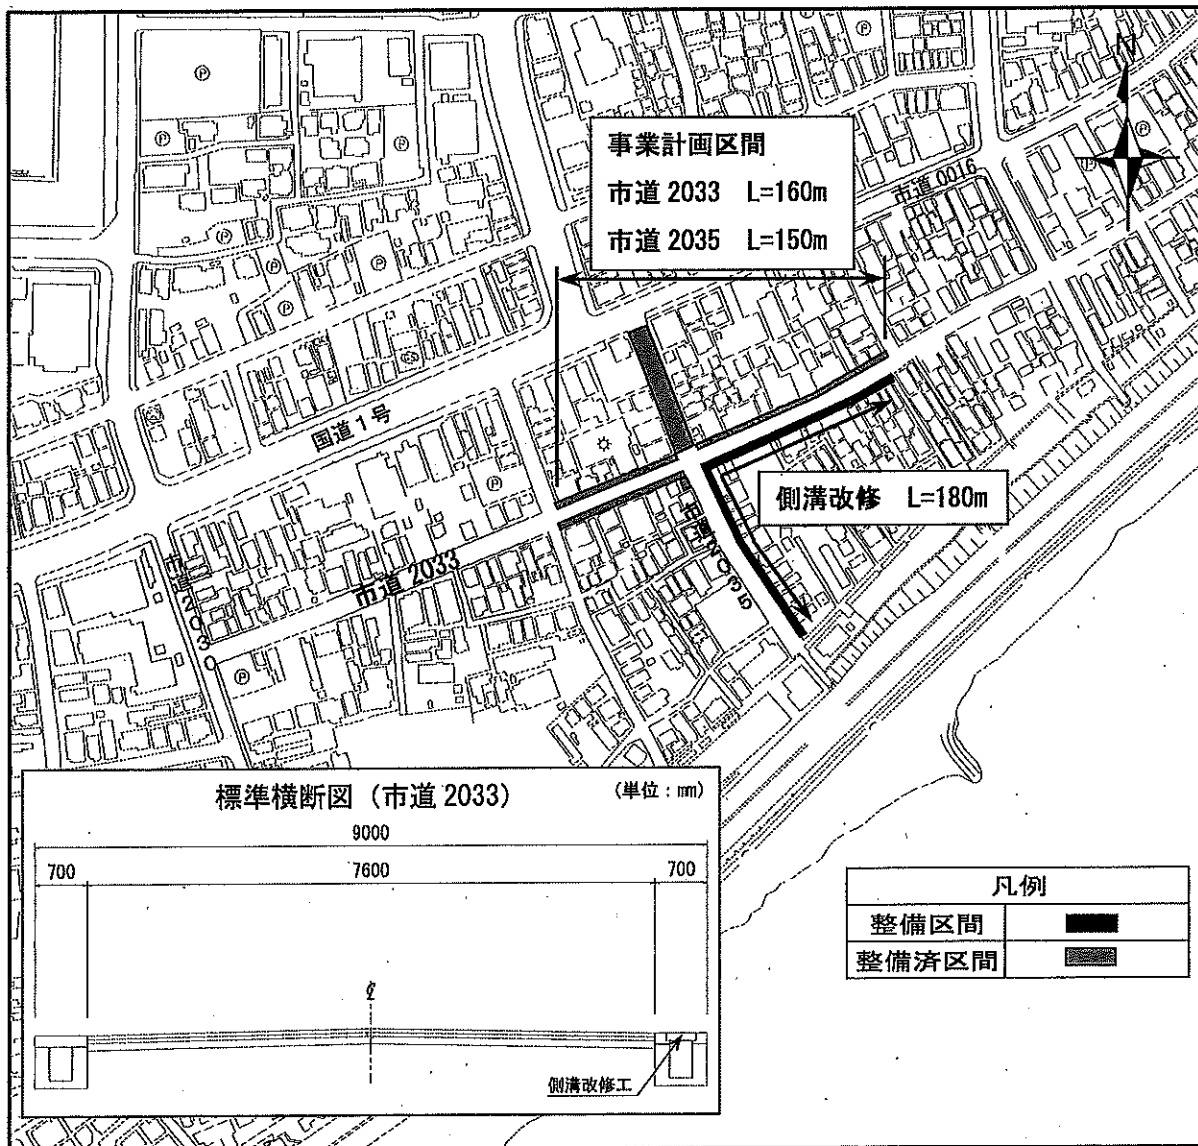 N
事業計画区間
市道 2033 L=160m
市道 2035 L=150m
市道 0016
国道 1 号
側溝改修 L=180m
市道 2035
市道 2033
市道 2030
標準横断図 (市道 2033) (単位:mm)
9000
700 7600 700
側溝改修工
凡例
整備区間
整備済区間